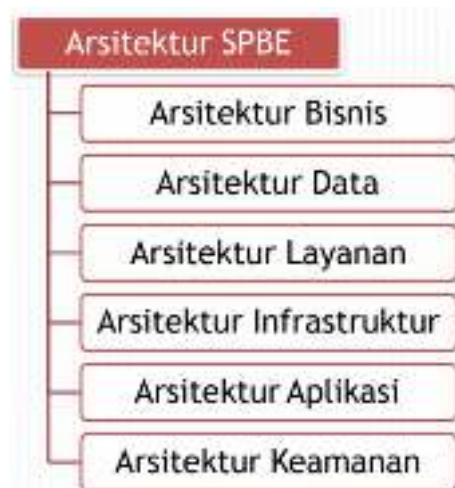 Arsitektur SPBE
Arsitektur Bisnis
Arsitektur Data
Arsitektur Layanan
Arsitektur Infrastruktur
Arsitektur Aplikasi
Arsitektur Keamanan